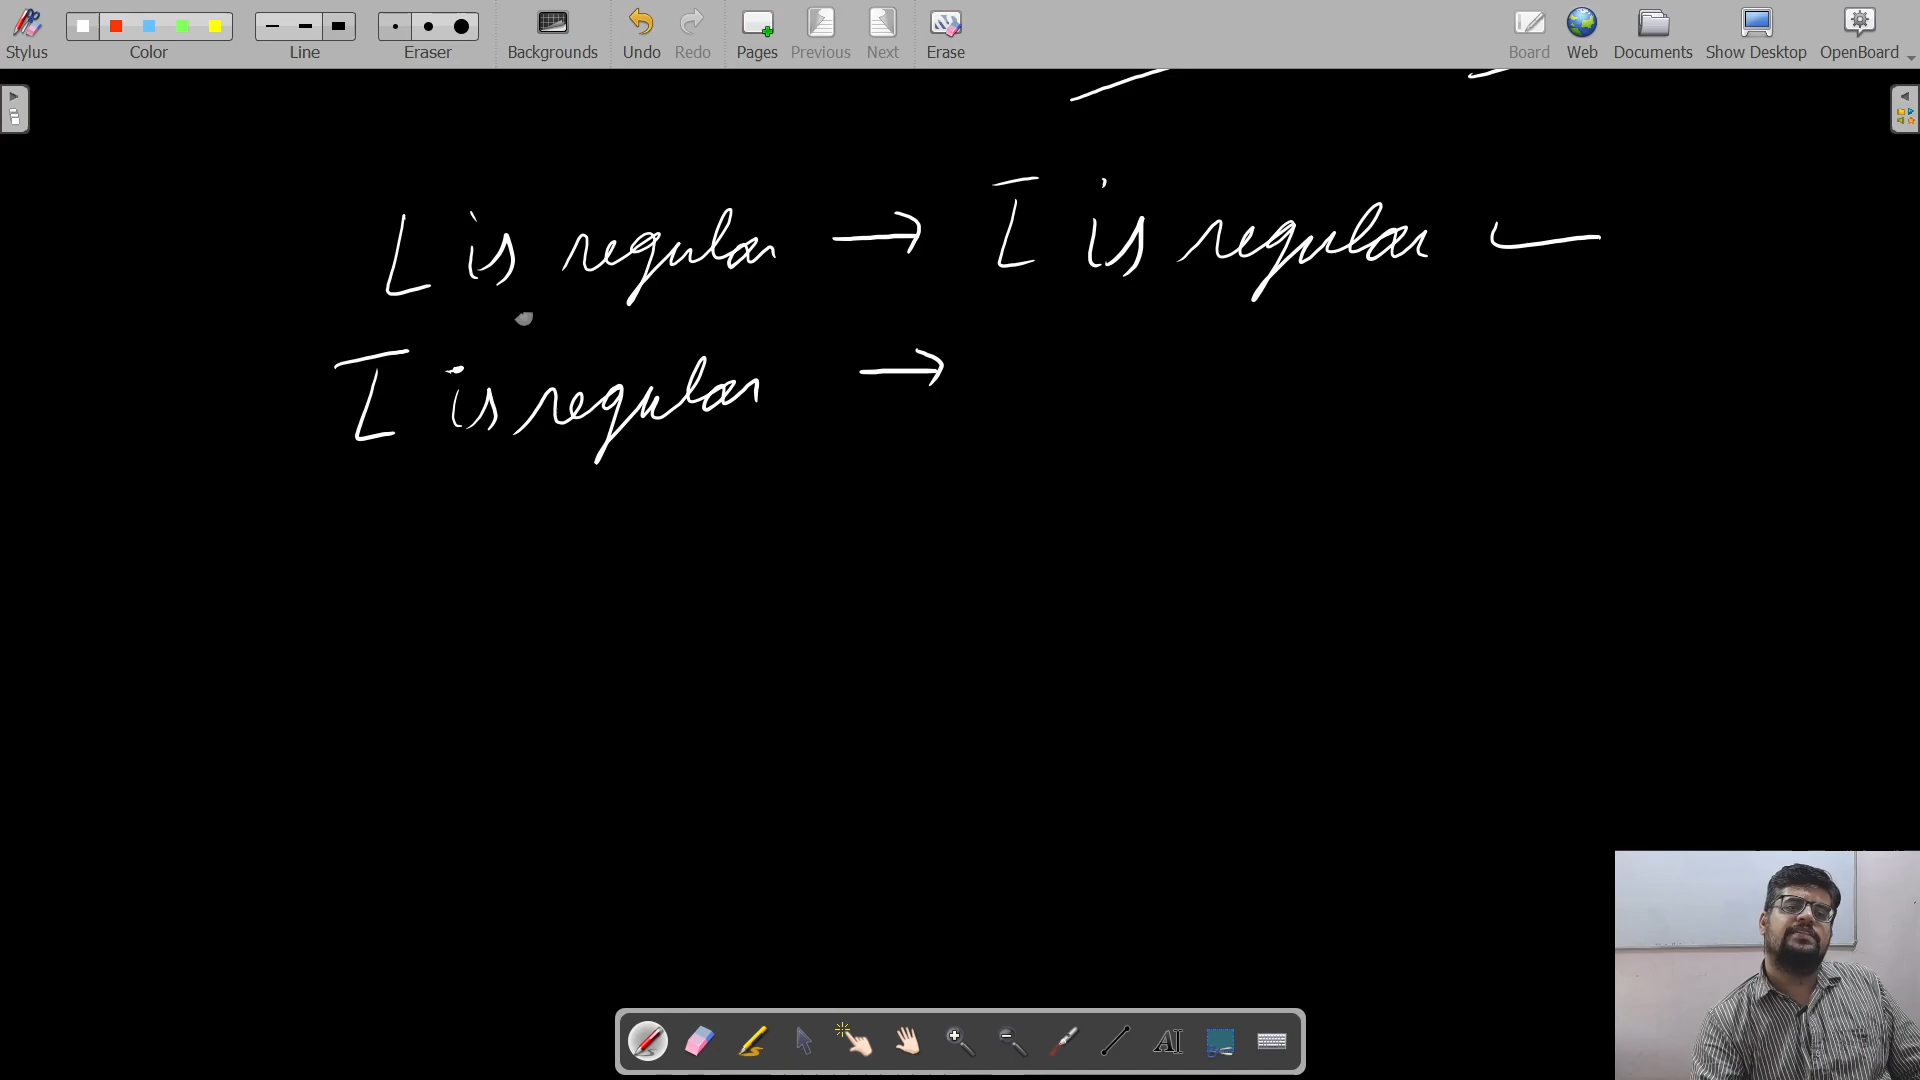 Stylus Color Line Eraser Backgrounds Undo Redo Pages Previous Next Erase Board Web Documents Show Desktop OpenBoard
L is regular → L̅ is regular
L̅ is regular →